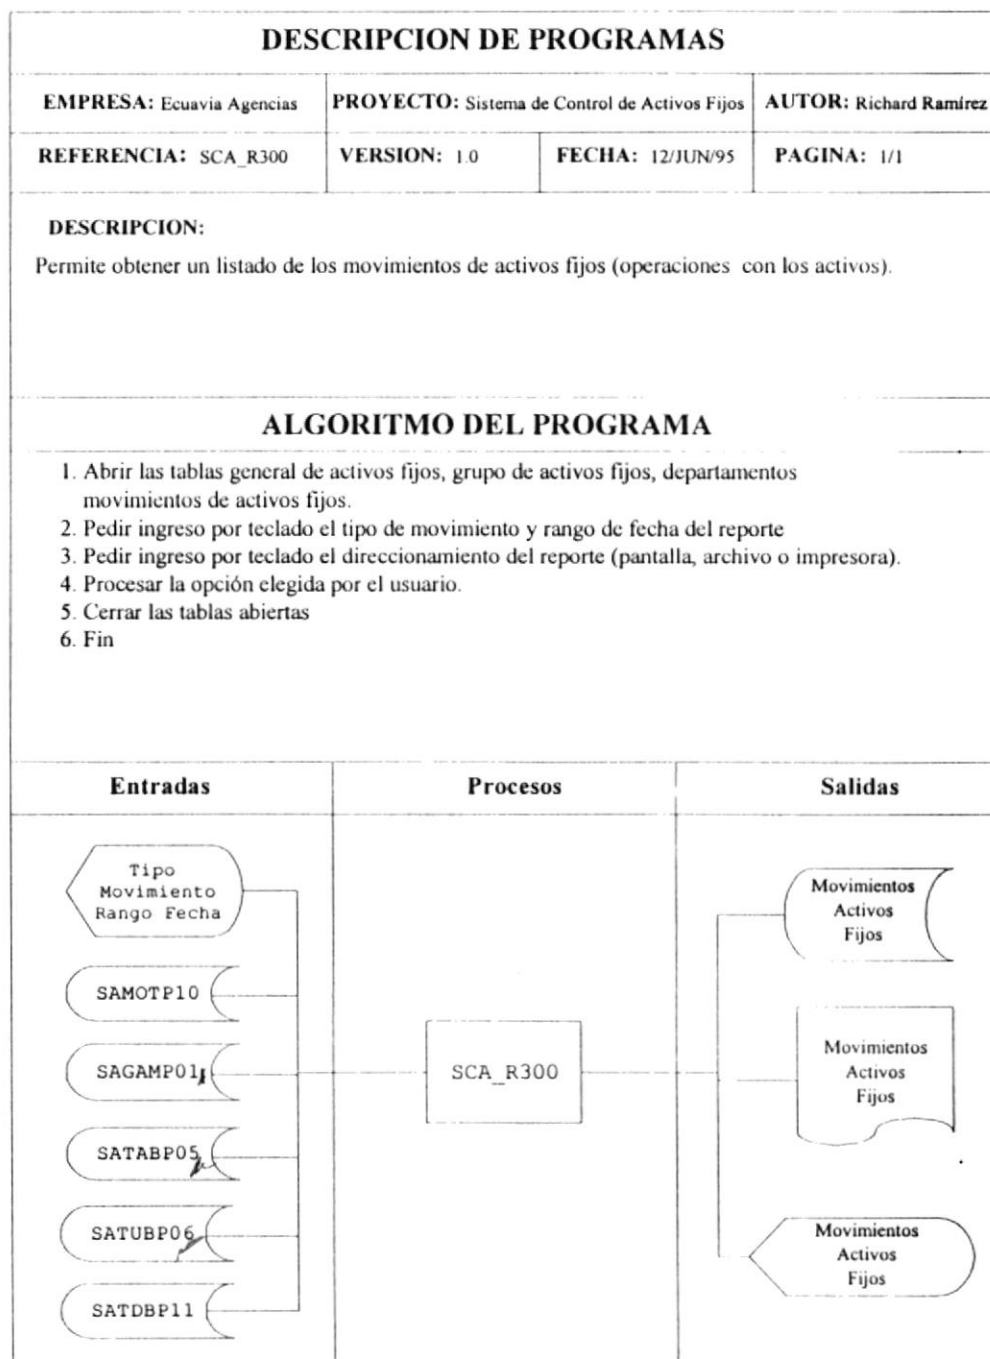 DESCRIPCION DE PROGRAMAS
EMPRESA: Ecuavia Agencias
PROYECTO: Sistema de Control de Activos Fijos
AUTOR: Richard Ramírez
REFERENCIA: SCA_R300
VERSION: 1.0
FECHA: 12/JUN/95
PAGINA: 1/1
DESCRIPCION:
Permite obtener un listado de los movimientos de activos fijos (operaciones con los activos).
ALGORITMO DEL PROGRAMA
1. Abrir las tablas general de activos fijos, grupo de activos fijos, departamentos
movimientos de activos fijos.
2. Pedir ingreso por teclado el tipo de movimiento y rango de fecha del reporte
3. Pedir ingreso por teclado el direccionamiento del reporte (pantalla, archivo o impresora).
4. Procesar la opción elegida por el usuario.
5. Cerrar las tablas abiertas
6. Fin
Entradas
Procesos
Salidas
Tipo
Movimiento
Rango Fecha
SAMOTP10
SAGAMP01
SATABP05
SATUBP06
SATDBP11
SCA_R300
Movimientos
Activos
Fijos
Movimientos
Activos
Fijos
Movimientos
Activos
Fijos